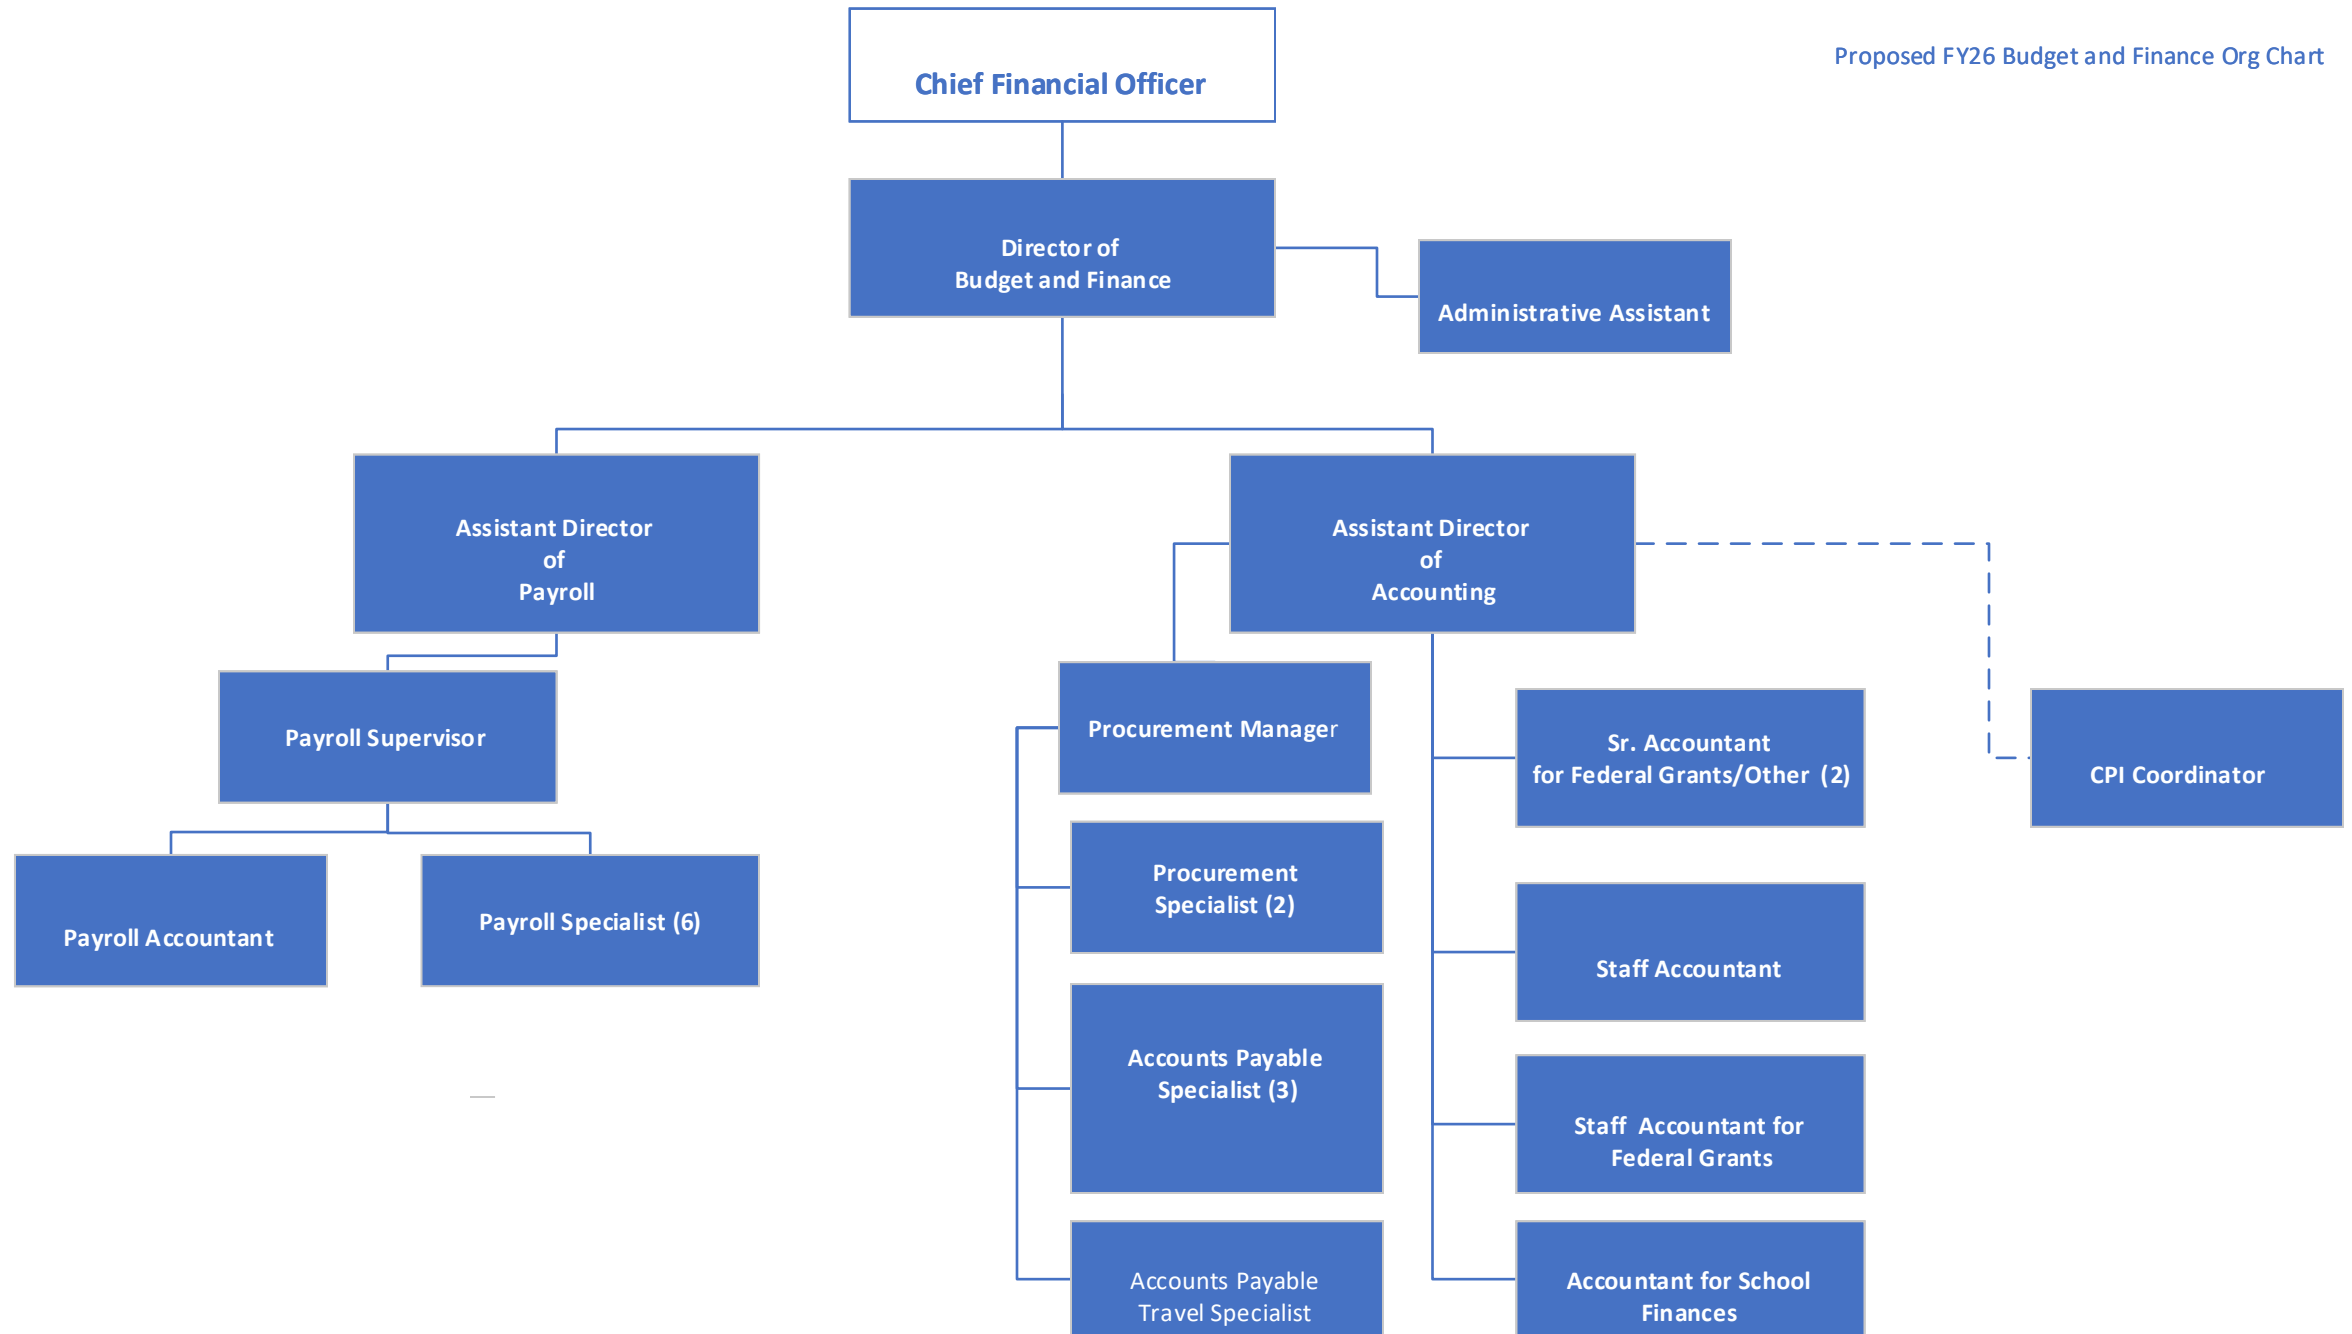 Proposed FY26 Budget and Finance Org Chart
Chief Financial Officer
Director of
Budget and Finance
Administrative Assistant
Assistant Director
of
Payroll
Assistant Director
of
Accounting
Payroll Supervisor
Payroll Accountant
Payroll Specialist (6)
Procurement Manager
Procurement
Specialist (2)
Accounts Payable
Specialist (3)
Accounts Payable
Travel Specialist
Sr. Accountant
for Federal Grants/Other (2)
Staff Accountant
Staff Accountant for
Federal Grants
Accountant for School
Finances
CPI Coordinator